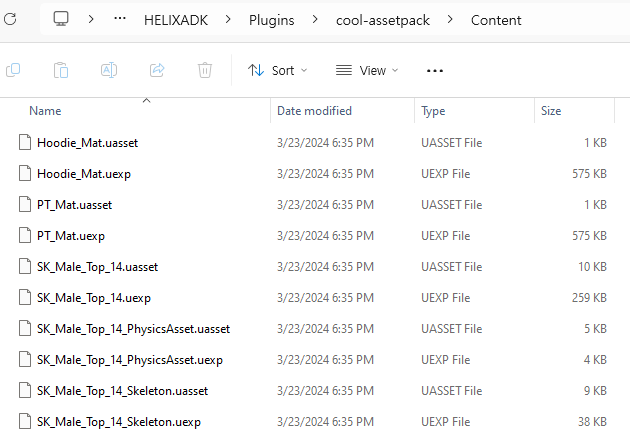 HELIXADK > Plugins > cool-assetpack > Content
Sort View ...
Name Date modified Type Size
Hoodie_Mat.uasset 3/23/2024 6:35 PM UASSET File 1 KB
Hoodie_Mat.uexp 3/23/2024 6:35 PM UEXP File 575 KB
PT_Mat.uasset 3/23/2024 6:35 PM UASSET File 1 KB
PT_Mat.uexp 3/23/2024 6:35 PM UEXP File 575 KB
SK_Male_Top_14.uasset 3/23/2024 6:35 PM UASSET File 10 KB
SK_Male_Top_14.uexp 3/23/2024 6:35 PM UEXP File 259 KB
SK_Male_Top_14_PhysicsAsset.uasset 3/23/2024 6:35 PM UASSET File 5 KB
SK_Male_Top_14_PhysicsAsset.uexp 3/23/2024 6:35 PM UEXP File 4 KB
SK_Male_Top_14_Skeleton.uasset 3/23/2024 6:35 PM UASSET File 9 KB
SK_Male_Top_14_Skeleton.uexp 3/23/2024 6:35 PM UEXP File 38 KB